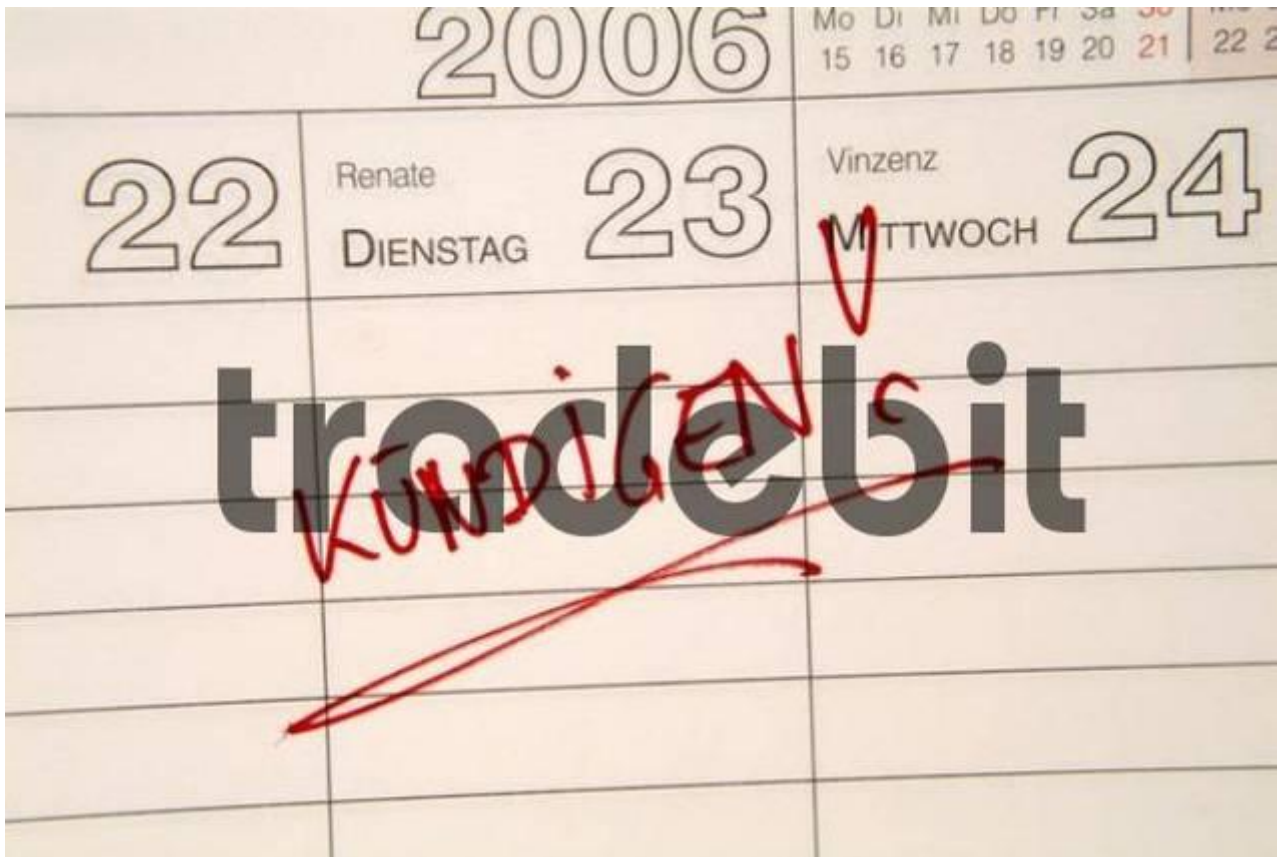 2006
Mo Di Mi Do Fr Sa So
15 16 17 18 19 20 21 22
22 Renate 23 Vinzenz 24
DIENSTAG MITTWOCH
tradebit
KÜNDIGEN!